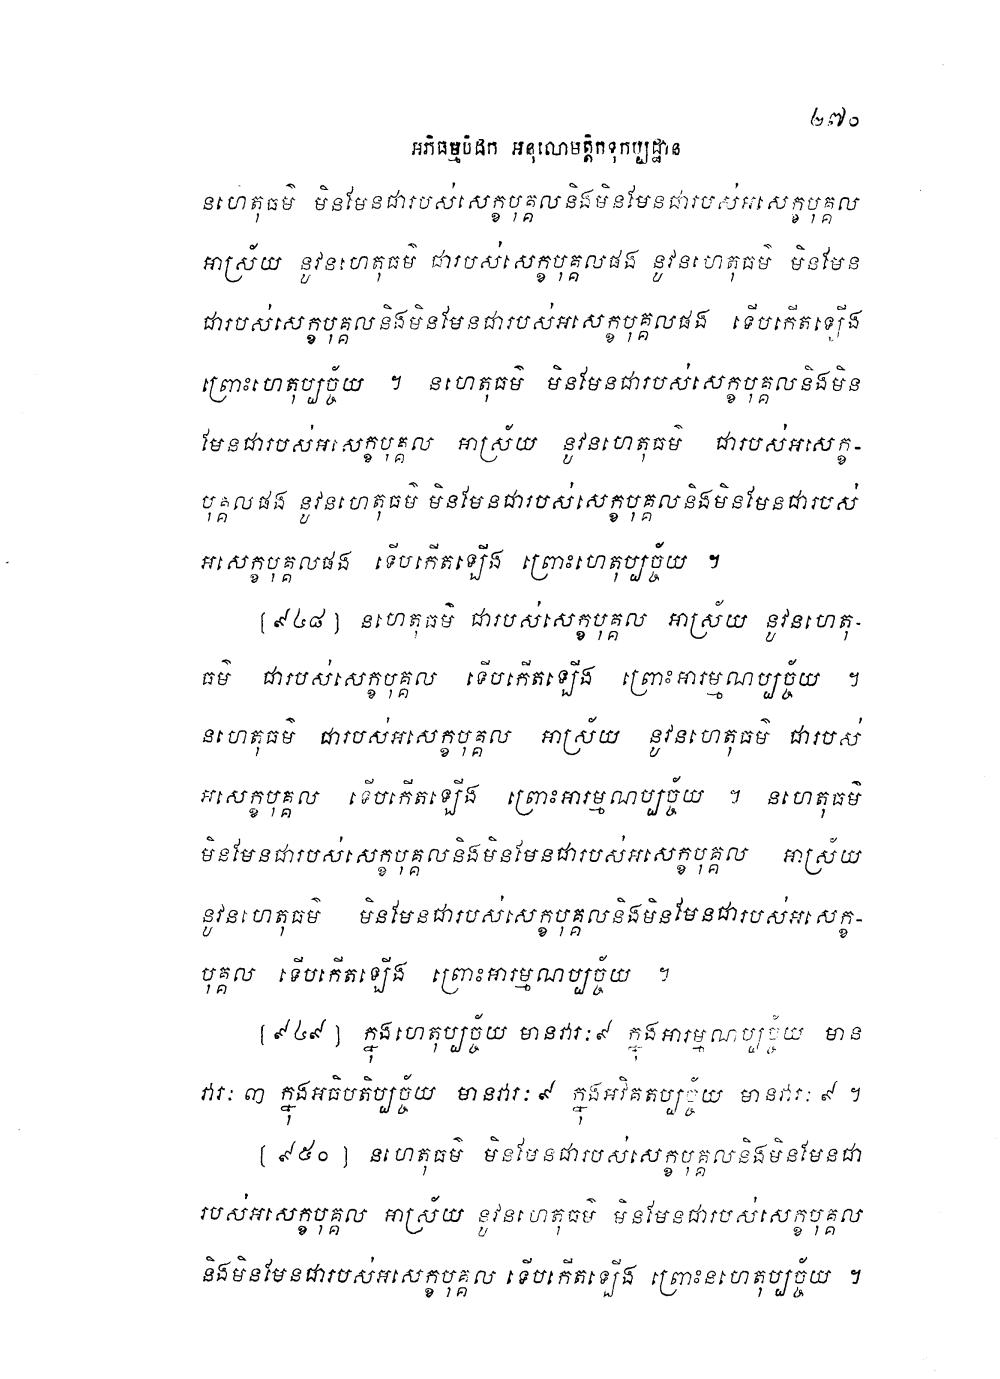 ២៧០
អភិធម្មបិដក អនុលោមត្តិកទុកប្បដ្ឋាន
នហេតុធម៌ មិនមែនជារបស់សេក្ខបុគ្គលនិងមិនមែនជារបស់អសេក្ខបុគ្គល
អាស្រ័យ នូវនហេតុធម៌ ជារបស់សេក្ខបុគ្គលផង នូវនហេតុធម៌ មិនមែន
ជារបស់សេក្ខបុគ្គលនិងមិនមែនជារបស់អសេក្ខបុគ្គលផង ទើបកើតឡើង
ព្រោះហេតុប្បច្ច័យ ។ នហេតុធម៌ មិនមែនជារបស់សេក្ខបុគ្គលនិងមិន
មែនជារបស់អសេក្ខបុគ្គល អាស្រ័យ នូវនហេតុធម៌ ជារបស់អសេក្ខ-
បុគ្គលផង នូវនហេតុធម៌ មិនមែនជារបស់សេក្ខបុគ្គលនិងមិនមែនជារបស់
អសេក្ខបុគ្គលផង ទើបកើតឡើង ព្រោះហេតុប្បច្ច័យ ។
[៩៤៨] នហេតុធម៌ ជារបស់សេក្ខបុគ្គល អាស្រ័យ នូវនហេតុ-
ធម៌ ជារបស់សេក្ខបុគ្គល ទើបកើតឡើង ព្រោះអារម្មណប្បច្ច័យ ។
នហេតុធម៌ ជារបស់អសេក្ខបុគ្គល អាស្រ័យ នូវនហេតុធម៌ ជារបស់
អសេក្ខបុគ្គល ទើបកើតឡើង ព្រោះអារម្មណប្បច្ច័យ ។ នហេតុធម៌
មិនមែនជារបស់សេក្ខបុគ្គលនិងមិនមែនជារបស់អសេក្ខបុគ្គល អាស្រ័យ
នូវនហេតុធម៌ មិនមែនជារបស់សេក្ខបុគ្គលនិងមិនមែនជារបស់អសេក្ខ-
បុគ្គល ទើបកើតឡើង ព្រោះអារម្មណប្បច្ច័យ ។
[៩៤៩] ក្នុងហេតុប្បច្ច័យ មានវារៈ ៩ ក្នុងអារម្មណប្បច្ច័យ មាន
វារៈ ៣ ក្នុងអធិបតិប្បច្ច័យ មានវារៈ ៩ ក្នុងអវិគតប្បច្ច័យ មានវារៈ ៩ ។
[៩៥០] នហេតុធម៌ មិនមែនជារបស់សេក្ខបុគ្គលនិងមិនមែនជា
របស់អសេក្ខបុគ្គល អាស្រ័យ នូវនហេតុធម៌ មិនមែនជារបស់សេក្ខបុគ្គល
និងមិនមែនជារបស់អសេក្ខបុគ្គល ទើបកើតឡើង ព្រោះនហេតុប្បច្ច័យ ។